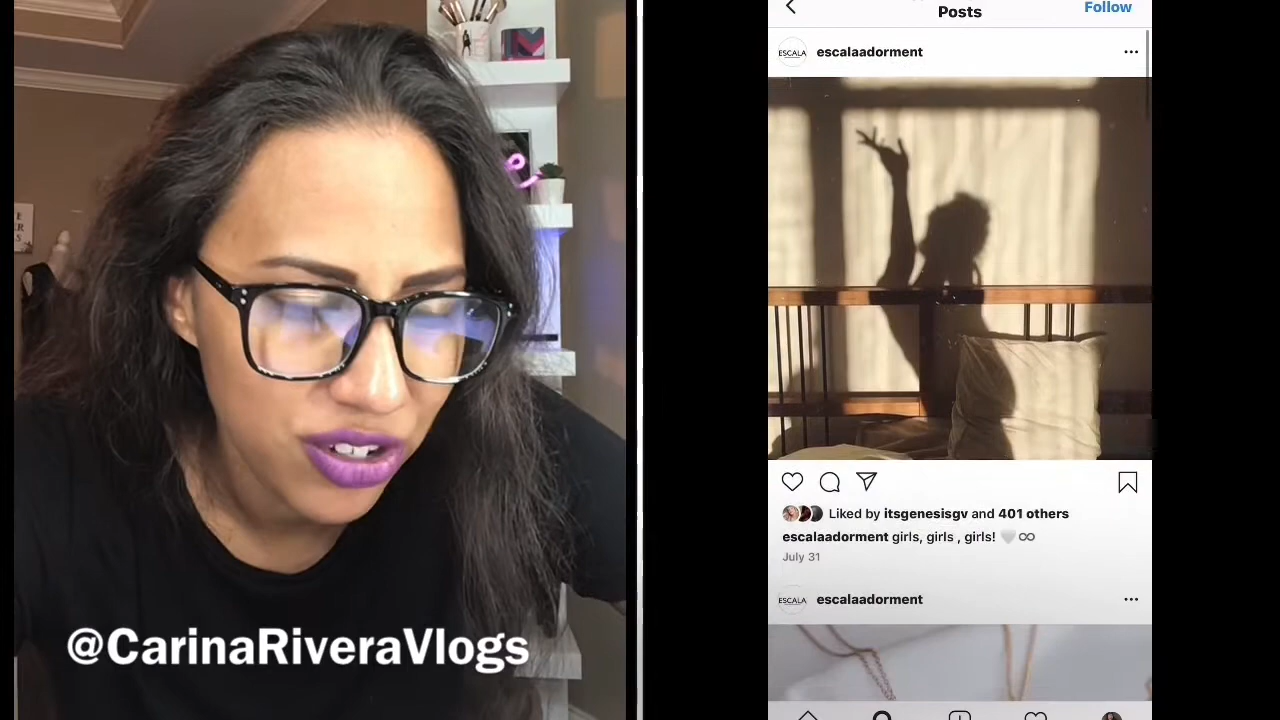 @CarinaRiveraVlogs
Posts
Follow
ESCALA
escalaadorment
Liked by itsgenesisgv and 401 others
escalaadorment girls, girls , girls! 🤍 ∞
July 31
ESCALA
escalaadorment